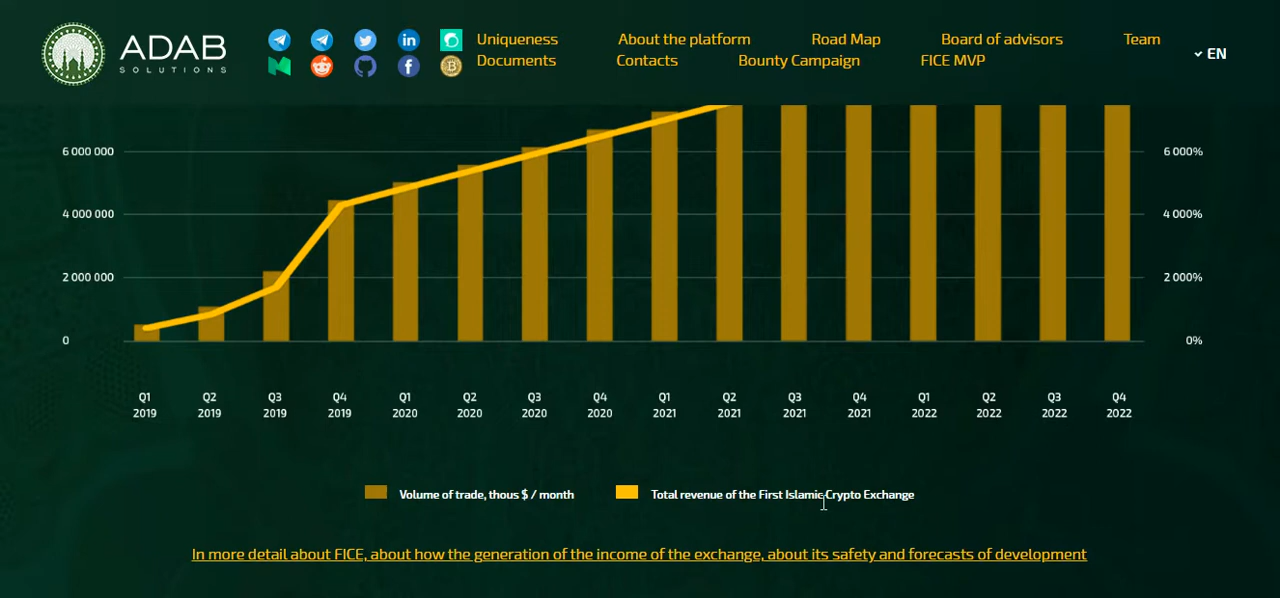 ADAB
SOLUTIONS
Uniqueness About the platform Road Map Board of advisors Team
Documents Contacts Bounty Campaign FICE MVP
EN
6 000 000 6 000%
4 000 000 4 000%
2 000 000 2 000%
0 0%
Q1 Q2 Q3 Q4 Q1 Q2 Q3 Q4 Q1 Q2 Q3 Q4 Q1 Q2 Q3 Q4
2019 2019 2019 2019 2020 2020 2020 2020 2021 2021 2021 2021 2022 2022 2022 2022
Volume of trade, thous $ / month Total revenue of the First Islamic Crypto Exchange
In more detail about FICE, about how the generation of the income of the exchange, about its safety and forecasts of development